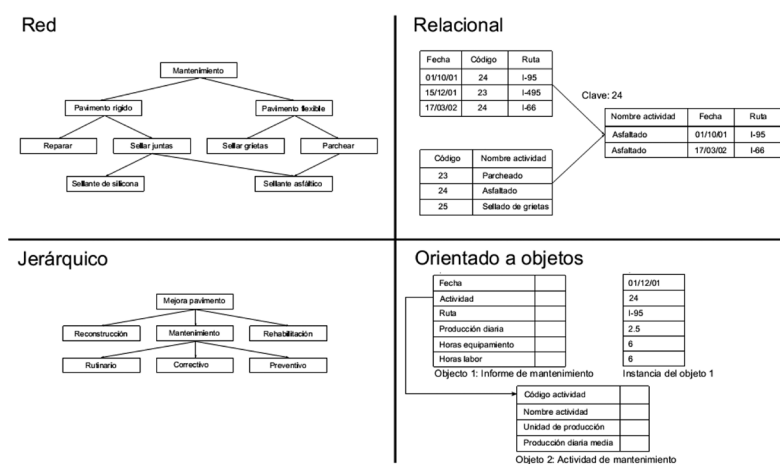 Red
Mantenimiento
Pavimento rígido
Pavimento flexible
Reparar
Sellar juntas
Sellar grietas
Parchear
Sellante de silicona
Sellante asfáltico
Relacional
Fecha Código Ruta
01/10/01 24 I-95
15/12/01 23 I-495
17/03/02 24 I-66
Clave: 24
Nombre actividad Fecha Ruta
Asfaltado 01/10/01 I-95
Asfaltado 17/03/02 I-66
Código Nombre actividad
23 Parcheado
24 Asfaltado
25 Sellado de grietas
Jerárquico
Mejora pavimento
Reconstrucción
Mantenimiento
Rehabilitación
Rutinario
Correctivo
Preventivo
Orientado a objetos
Fecha
Actividad
Ruta
Producción diaria
Horas equipamiento
Horas labor
Objecto 1: Informe de mantenimiento
01/12/01
24
I-95
2.5
6
6
Instancia del objeto 1
Código actividad
Nombre actividad
Unidad de producción
Producción diaria media
Objeto 2: Actividad de mantenimiento